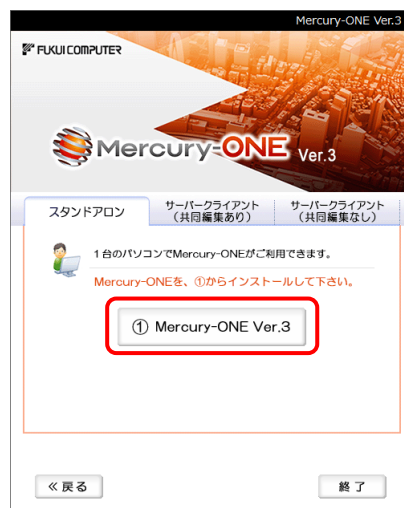 Mercury-ONE Ver.3
FUKUI COMPUTER
Mercury-ONE Ver.3
スタンドアロン
サーバークライアント
（共同編集あり）
サーバークライアント
（共同編集なし）
１台のパソコンでMercury-ONEがご利用できます。
Mercury-ONEを、①からインストールして下さい。
① Mercury-ONE Ver.3
≪戻る
終了